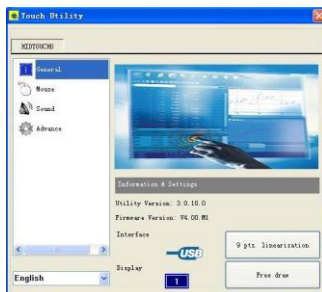 Touch Utility
HIDTOUCH0
General
Mouse
Sound
Advance
Information & Settings
Utility Version: 3.0.10.0
Firmware Version: V4.00.M1
Interface
USB
9 pts. linearization
Display
1
Free draw
English